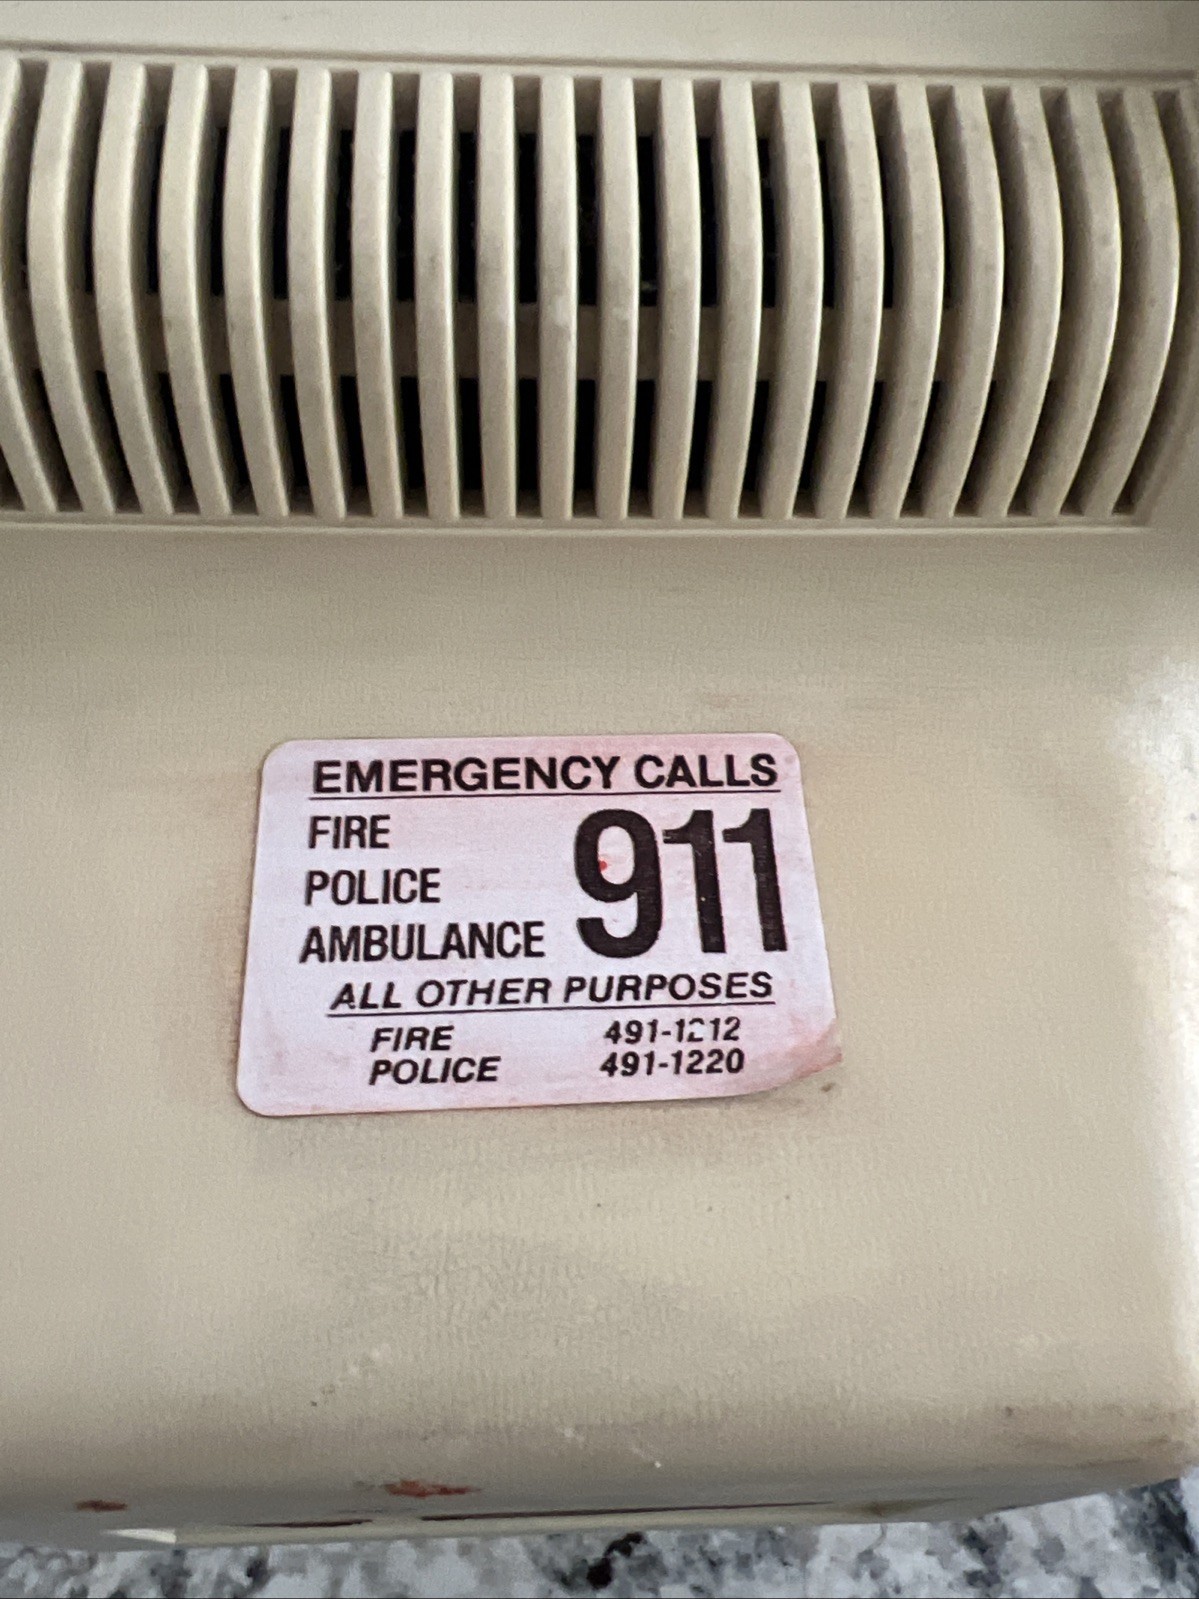 EMERGENCY CALLS
FIRE
POLICE
AMBULANCE
911
ALL OTHER PURPOSES
FIRE 491-1212
POLICE 491-1220